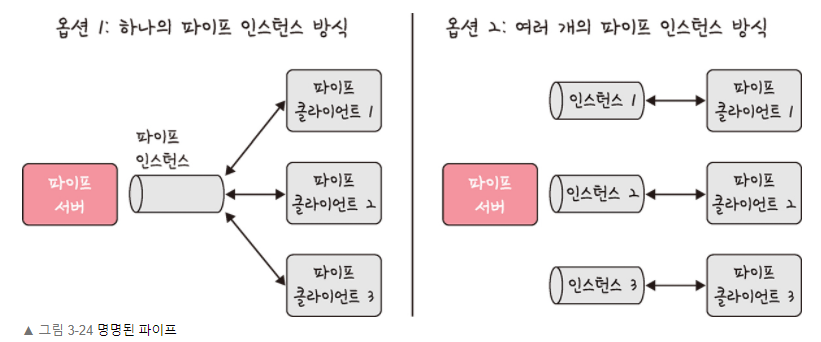 옵션 1: 하나의 파이프 인스턴스 방식
파이프
인스턴스
파이프
서버
파이프
클라이언트 1
파이프
클라이언트 2
파이프
클라이언트 3
옵션 2: 여러 개의 파이프 인스턴스 방식
파이프
서버
인스턴스 1
파이프
클라이언트 1
인스턴스 2
파이프
클라이언트 2
인스턴스 3
파이프
클라이언트 3
▲ 그림 3-24 명명된 파이프